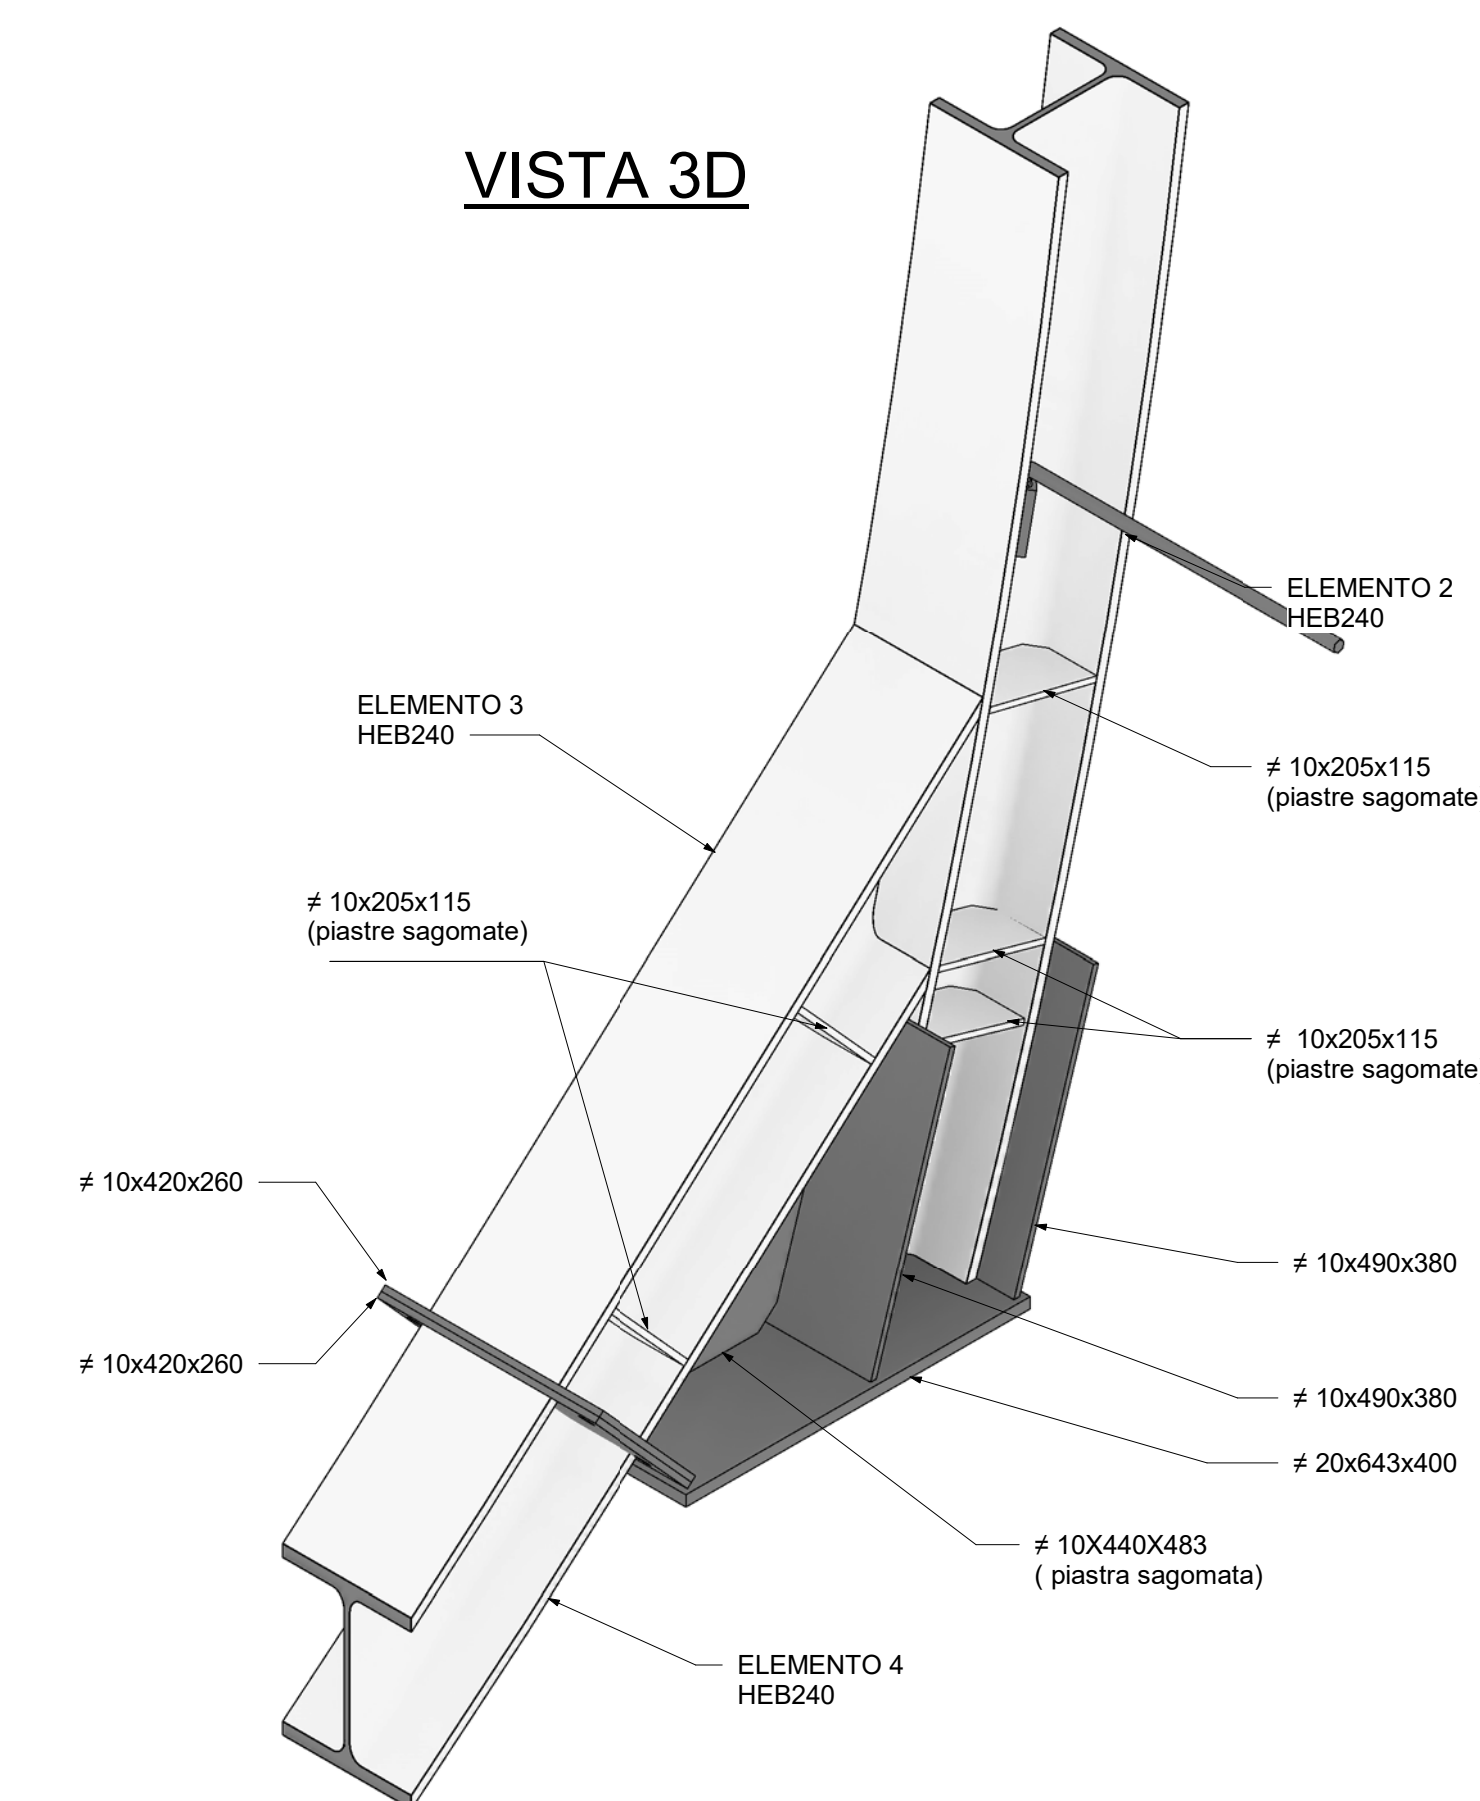 VISTA 3D
ELEMENTO 2
HEB240
ELEMENTO 3
HEB240
≠ 10x205x115
(piastre sagomate
≠ 10x205x115
(piastre sagomate)
≠ 10x205x115
(piastre sagomate
≠ 10x420x260
≠ 10x490x380
≠ 10x420x260
≠ 10x490x380
≠ 20x643x400
≠ 10X440X483
( piastra sagomata)
ELEMENTO 4
HEB240